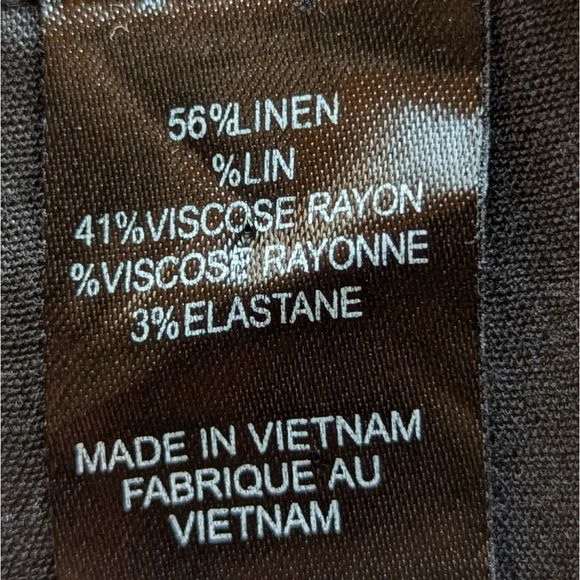 56%LINEN
%LIN
41%VISCOSE RAYON
%VISCOSE RAYONNE
3%ELASTANE
MADE IN VIETNAM
FABRIQUE AU
VIETNAM